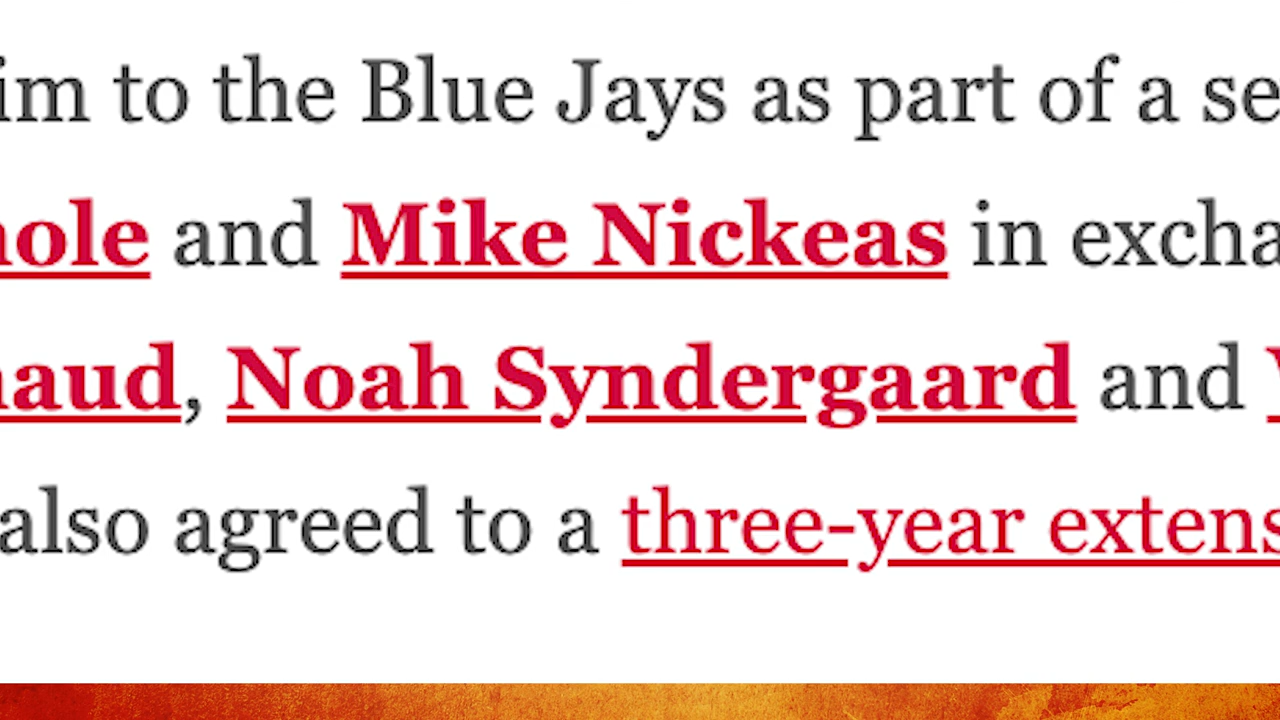 im to the Blue Jays as part of a se
hole and Mike Nickeas in excha
naud, Noah Syndergaard and
also agreed to a three-year extens